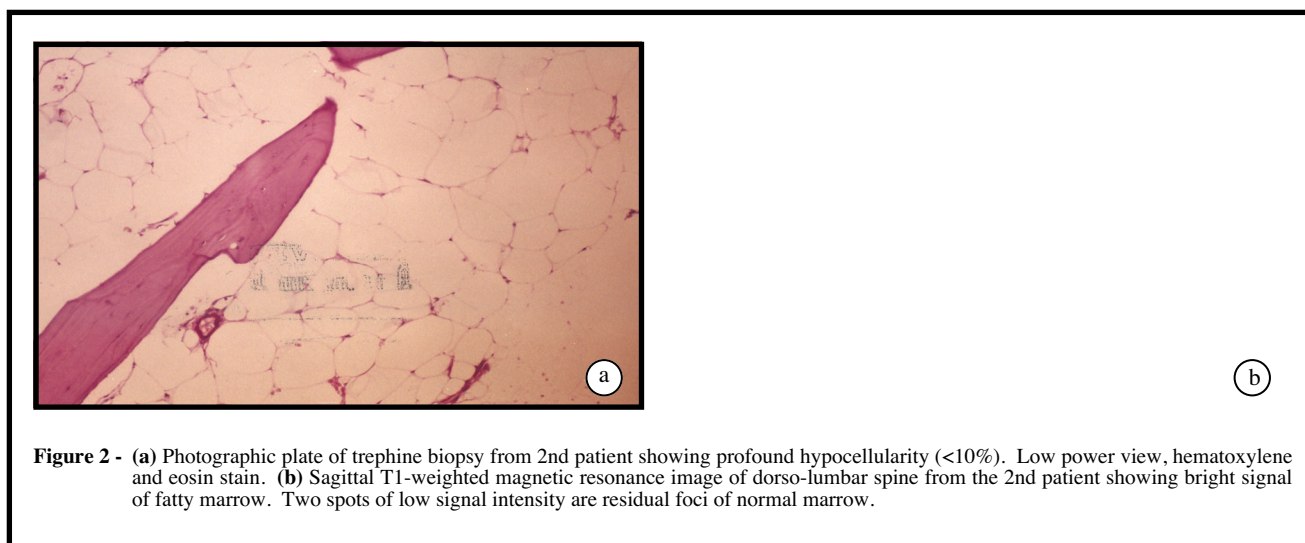 a
b
Figure 2 - (a) Photographic plate of trephine biopsy from 2nd patient showing profound hypocellularity (<10%). Low power view, hematoxylene
and eosin stain. (b) Sagittal T1-weighted magnetic resonance image of dorso-lumbar spine from the 2nd patient showing bright signal
of fatty marrow. Two spots of low signal intensity are residual foci of normal marrow.